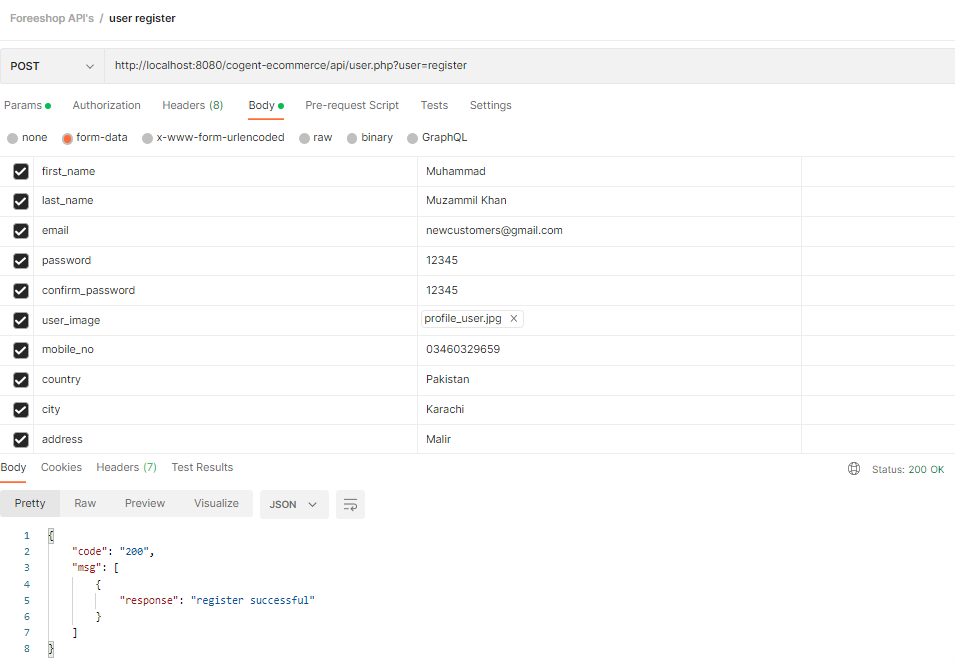 Foreeshop API's / user register
POST http://localhost:8080/cogent-ecommerce/api/user.php?user=register
Params Authorization Headers (8) Body Pre-request Script Tests Settings
none form-data x-www-form-urlencoded raw binary GraphQL
first_name Muhammad
last_name Muzammil Khan
email newcustomers@gmail.com
password 12345
confirm_password 12345
user_image profile_user.jpg
mobile_no 03460329659
country Pakistan
city Karachi
address Malir
Body Cookies Headers (7) Test Results Status: 200 OK
Pretty Raw Preview Visualize JSON
1 {
2 "code": "200",
3 "msg": [
4 {
5 "response": "register successful"
6 }
7 ]
8 }